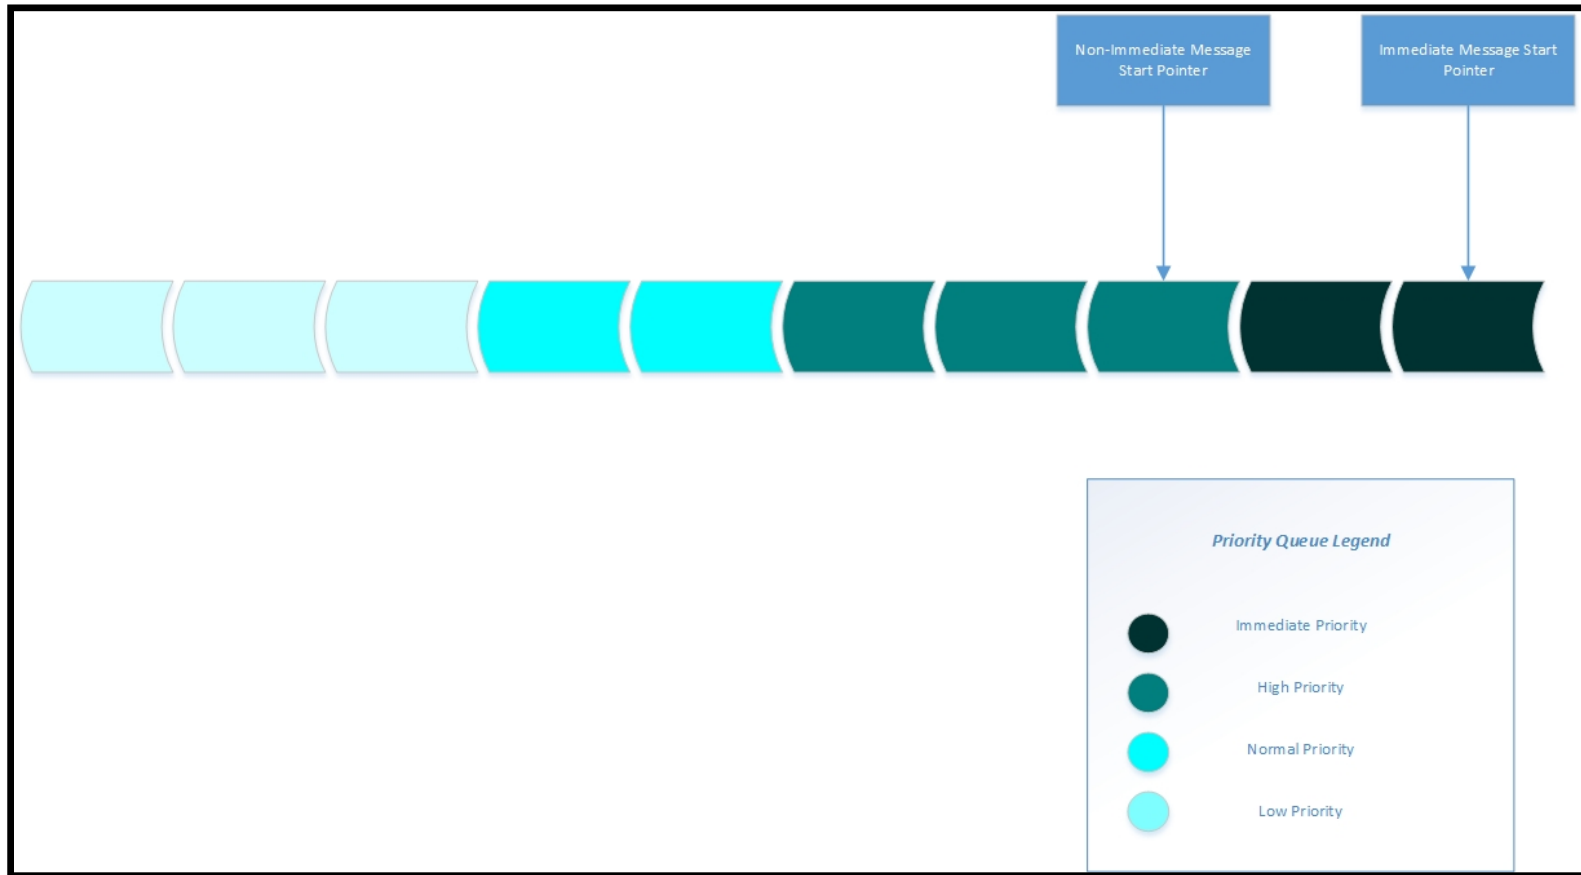 Non-Immediate Message
Start Pointer
Immediate Message Start
Pointer
Priority Queue Legend
Immediate Priority
High Priority
Normal Priority
Low Priority